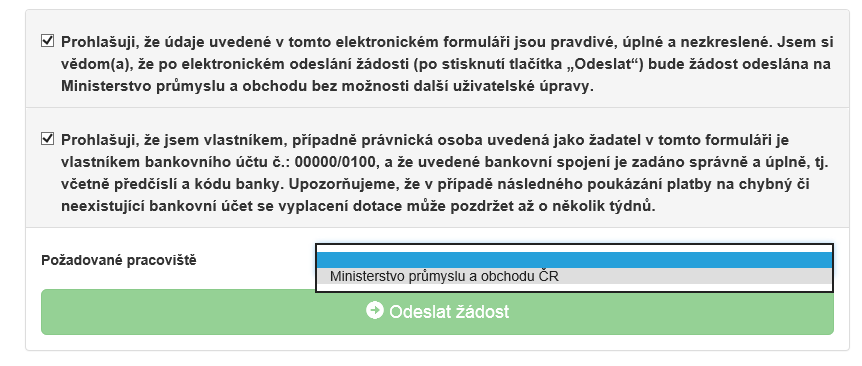 Prohlašuji, že údaje uvedené v tomto elektronickém formuláři jsou pravdivé, úplné a nezkreslené. Jsem si
vědom(a), že po elektronickém odeslání žádosti (po stisknutí tlačítka „Odeslat“) bude žádost odeslána na
Ministerstvo průmyslu a obchodu bez možnosti další uživatelské úpravy.
Prohlašuji, že jsem vlastníkem, případně právnická osoba uvedená jako žadatel v tomto formuláři je
vlastníkem bankovního účtu č.: 00000/0100, a že uvedené bankovní spojení je zadáno správně a úplně, tj.
včetně předčíslí a kódu banky. Upozorňujeme, že v případě následného poukázání platby na chybný či
neexistující bankovní účet se vyplacení dotace může pozdržet až o několik týdnů.
Požadované pracoviště
Ministerstvo průmyslu a obchodu ČR
Odeslat žádost